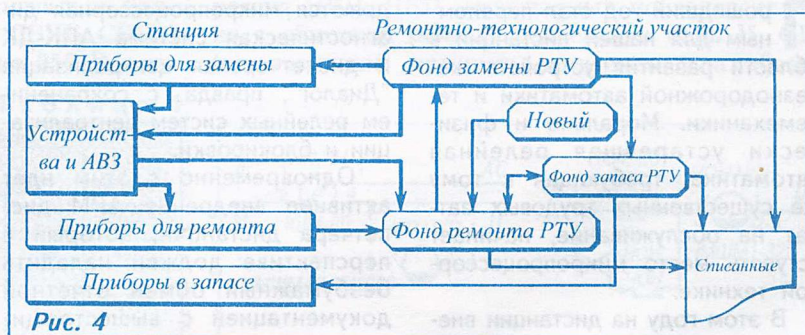 Станция
Ремонтно-технологический участок
Приборы для замены
Фонд замены РТУ
Новый
Устройст-
ва и АВЗ
Фонд запаса РТУ
Приборы для ремонта
Фонд ремонта РТУ
Списанные
Приборы в запасе
Рис. 4